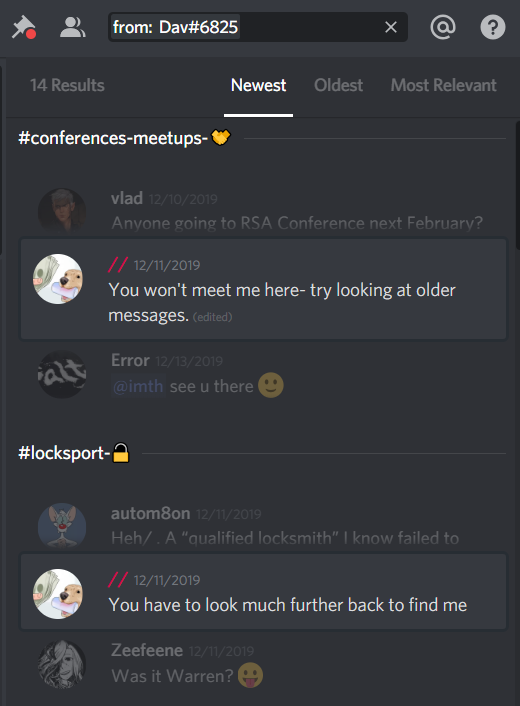 from: Dav#6825
14 Results
Newest
Oldest
Most Relevant
#conferences-meetups-🤝
vlad 12/10/2019
Anyone going to RSA Conference next February?
// 12/11/2019
You won't meet me here- try looking at older
messages. (edited)
alt
Error 12/13/2019
@imth see u there 🙂
#locksport-🔒
autom8on 12/11/2019
Heh/ . A “qualified locksmith” I know failed to
// 12/11/2019
You have to look much further back to find me
Zeefeene 12/11/2019
Was it Warren? 😛